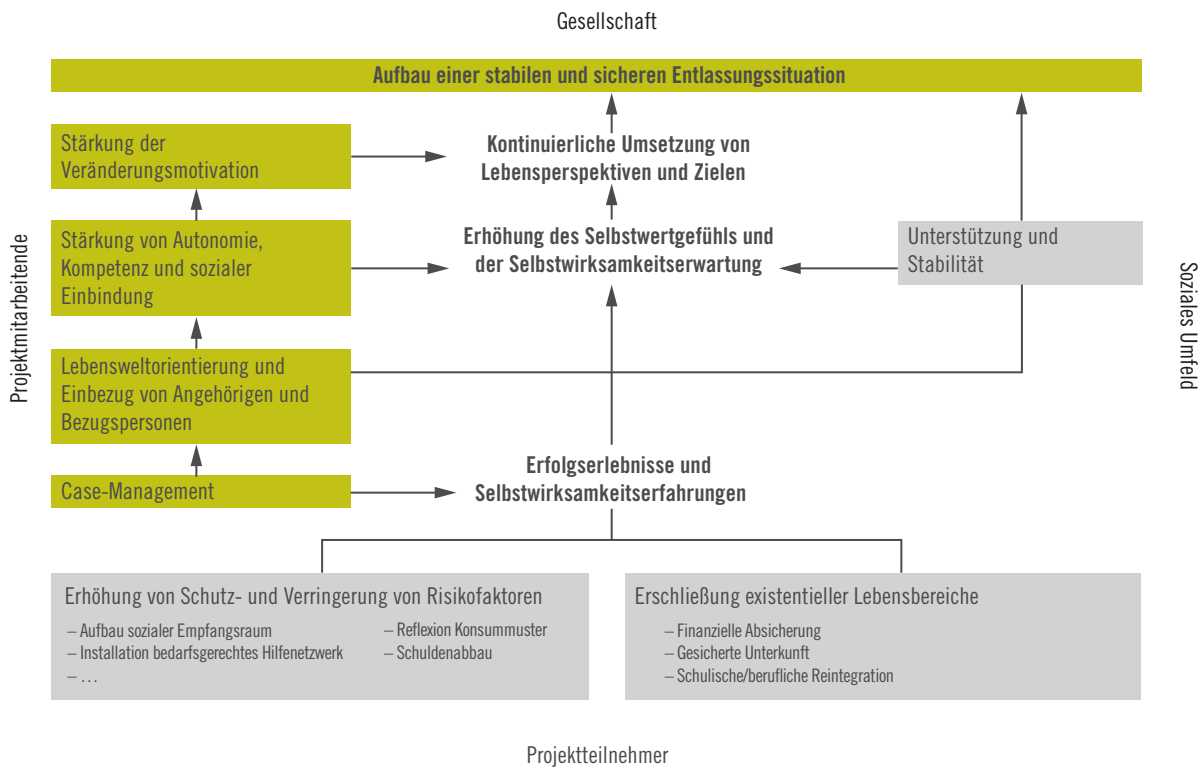 Gesellschaft
Aufbau einer stabilen und sicheren Entlassungssituation
Stärkung der
Veränderungsmotivation
Kontinuierliche Umsetzung von
Lebensperspektiven und Zielen
Projektmitarbeitende
Stärkung von Autonomie,
Kompetenz und sozialer
Einbindung
Erhöhung des Selbstwertgefühls und
der Selbstwirksamkeitserwartung
Unterstützung und
Stabilität
Soziales Umfeld
Lebensweltorientierung und
Einbezug von Angehörigen und
Bezugspersonen
Case-Management
Erfolgserlebnisse und
Selbstwirksamkeitserfahrungen
Erhöhung von Schutz- und Verringerung von Risikofaktoren
– Aufbau sozialer Empfangsraum
– Installation bedarfsgerechtes Hilfenetzwerk
– …
– Reflexion Konsummuster
– Schuldenabbau
Erschließung existentieller Lebensbereiche
– Finanzielle Absicherung
– Gesicherte Unterkunft
– Schulische/berufliche Reintegration
Projektteilnehmer